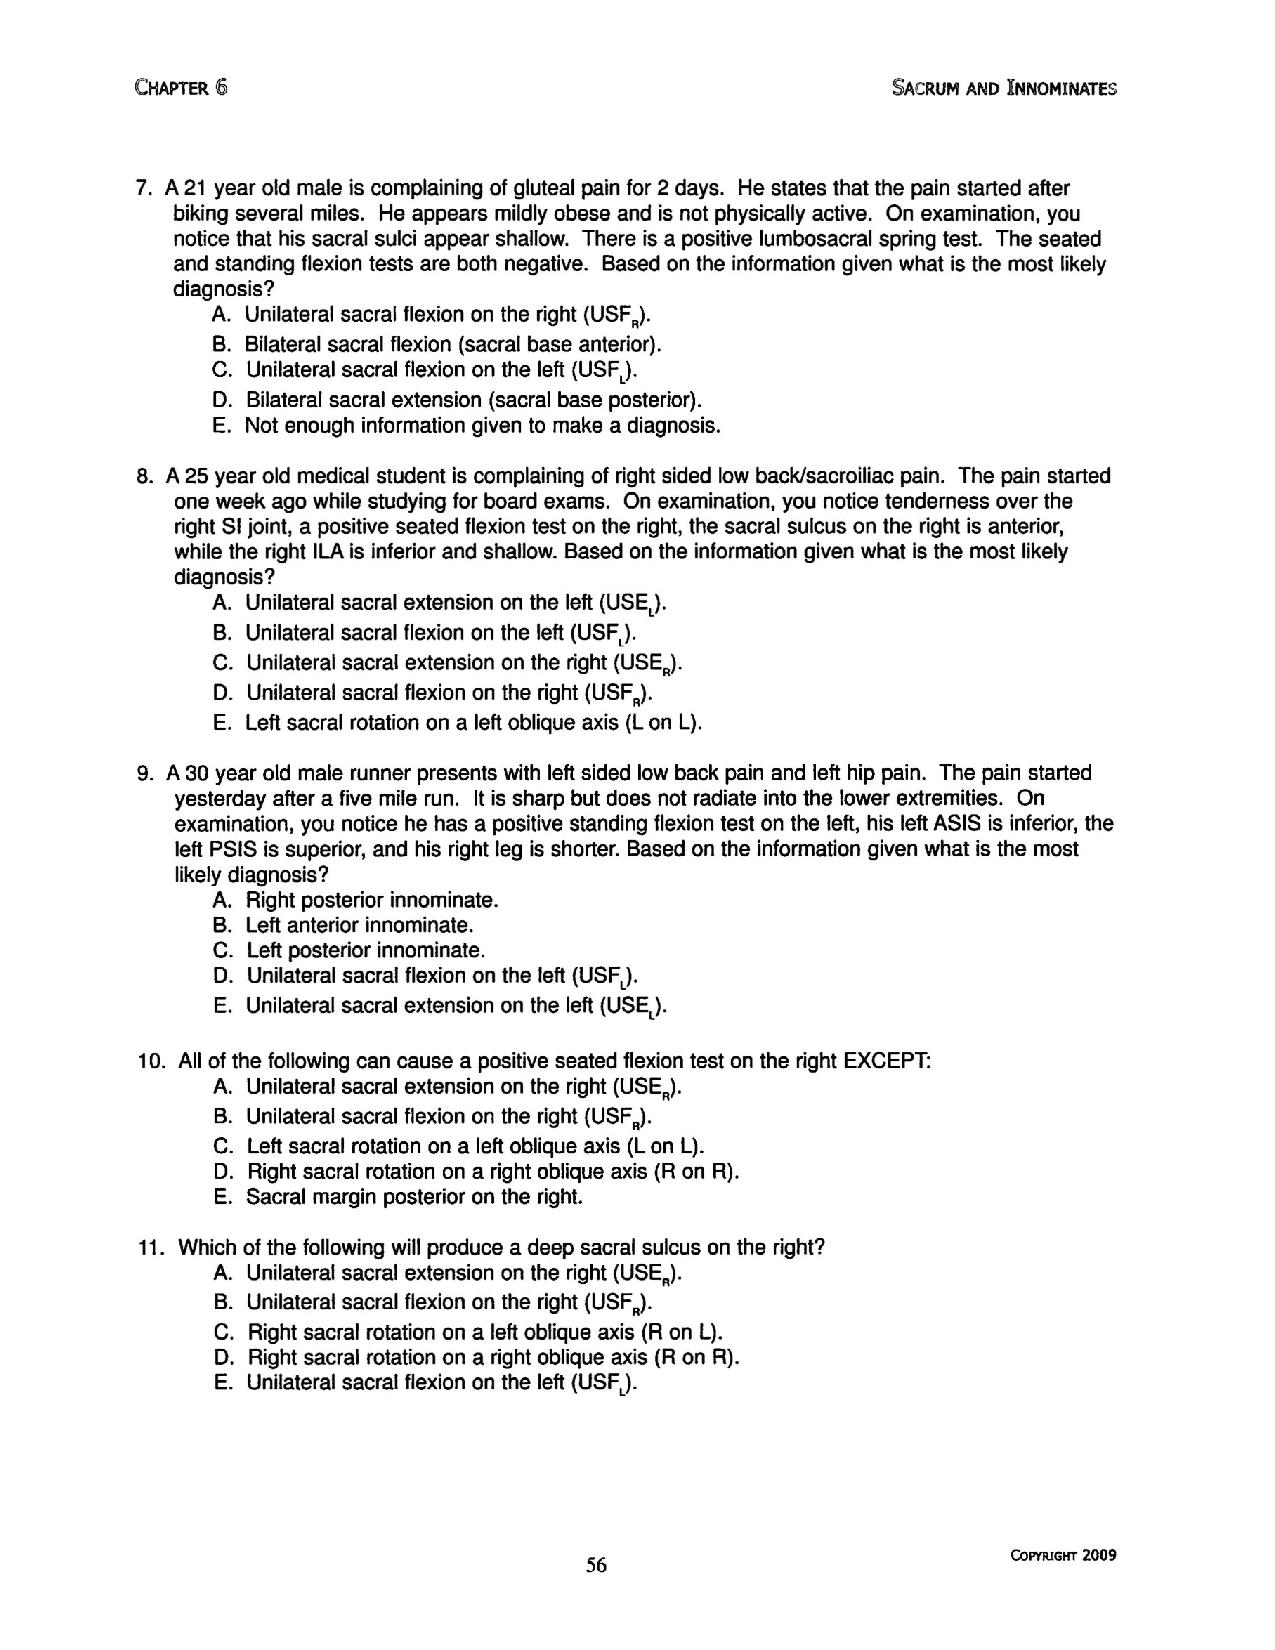 CHAPTER 6
SACRUM AND INNOMINATES
7. A 21 year old male is complaining of gluteal pain for 2 days. He states that the pain started after
biking several miles. He appears mildly obese and is not physically active. On examination, you
notice that his sacral sulci appear shallow. There is a positive lumbosacral spring test. The seated
and standing flexion tests are both negative. Based on the information given what is the most likely
diagnosis?
A. Unilateral sacral flexion on the right (USFR).
B. Bilateral sacral flexion (sacral base anterior).
C. Unilateral sacral flexion on the left (USFL).
D. Bilateral sacral extension (sacral base posterior).
E. Not enough information given to make a diagnosis.
8. A 25 year old medical student is complaining of right sided low back/sacroiliac pain. The pain started
one week ago while studying for board exams. On examination, you notice tenderness over the
right SI joint, a positive seated flexion test on the right, the sacral sulcus on the right is anterior,
while the right ILA is inferior and shallow. Based on the information given what is the most likely
diagnosis?
A. Unilateral sacral extension on the left (USEL).
B. Unilateral sacral flexion on the left (USFL).
C. Unilateral sacral extension on the right (USER).
D. Unilateral sacral flexion on the right (USFR).
E. Left sacral rotation on a left oblique axis (L on L).
9. A 30 year old male runner presents with left sided low back pain and left hip pain. The pain started
yesterday after a five mile run. It is sharp but does not radiate into the lower extremities. On
examination, you notice he has a positive standing flexion test on the left, his left ASIS is inferior, the
left PSIS is superior, and his right leg is shorter. Based on the information given what is the most
likely diagnosis?
A. Right posterior innominate.
B. Left anterior innominate.
C. Left posterior innominate.
D. Unilateral sacral flexion on the left (USFL).
E. Unilateral sacral extension on the left (USEL).
10. All of the following can cause a positive seated flexion test on the right EXCEPT:
A. Unilateral sacral extension on the right (USER).
B. Unilateral sacral flexion on the right (USFR).
C. Left sacral rotation on a left oblique axis (L on L).
D. Right sacral rotation on a right oblique axis (R on R).
E. Sacral margin posterior on the right.
11. Which of the following will produce a deep sacral sulcus on the right?
A. Unilateral sacral extension on the right (USER).
B. Unilateral sacral flexion on the right (USFR).
C. Right sacral rotation on a left oblique axis (R on L).
D. Right sacral rotation on a right oblique axis (R on R).
E. Unilateral sacral flexion on the left (USFL).
56
COPYRIGHT 2009